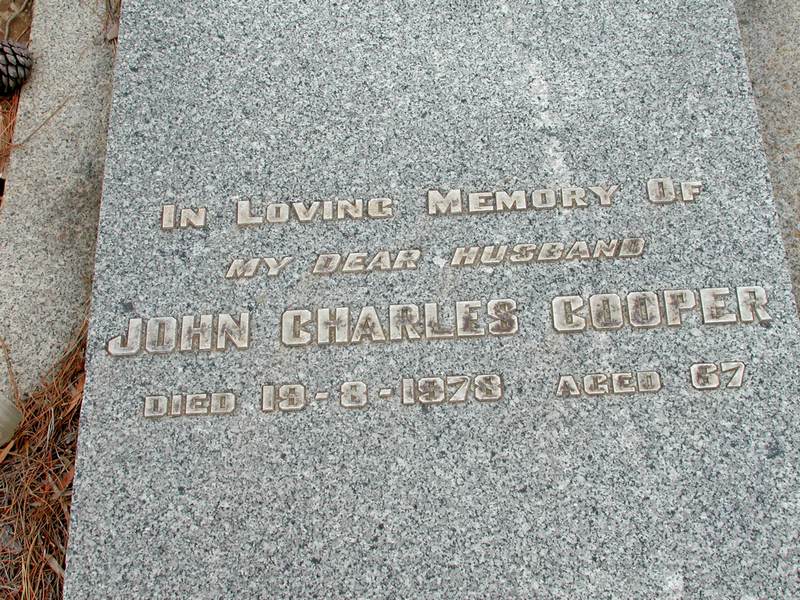 In Loving Memory Of
MY DEAR HUSBAND
JOHN CHARLES COOPER
Died 19-8-1978 Aged 67